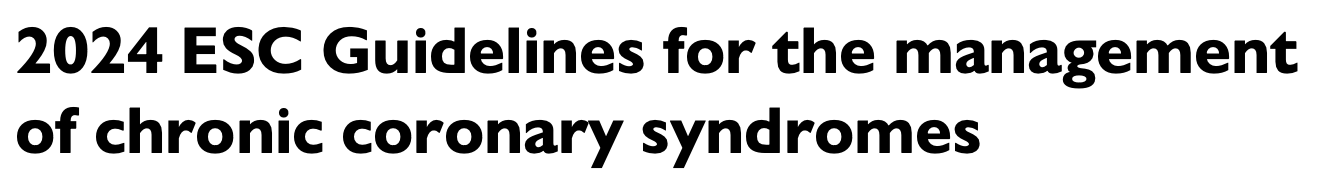 2024 ESC Guidelines for the management
of chronic coronary syndromes